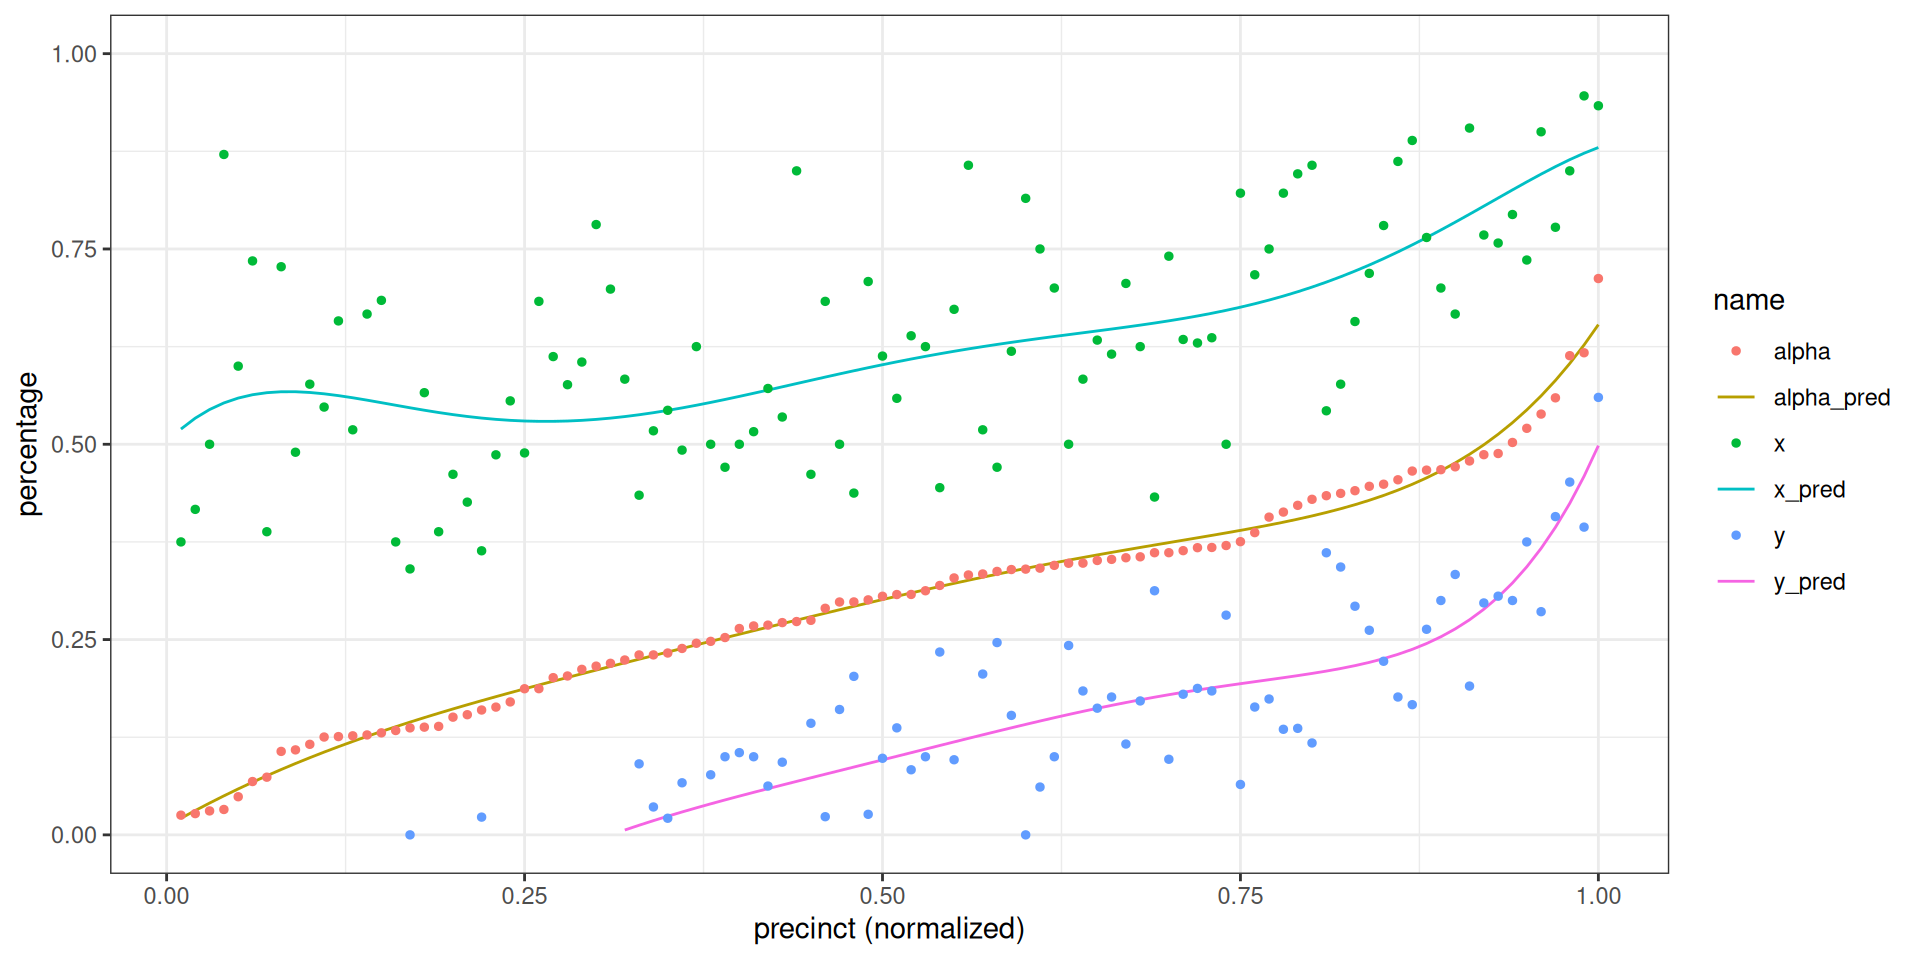 1.00
0.75
0.50
0.25
0.00
percentage
0.00 0.25 0.50 0.75 1.00
precinct (normalized)
name
alpha
alpha_pred
x
x_pred
y
y_pred